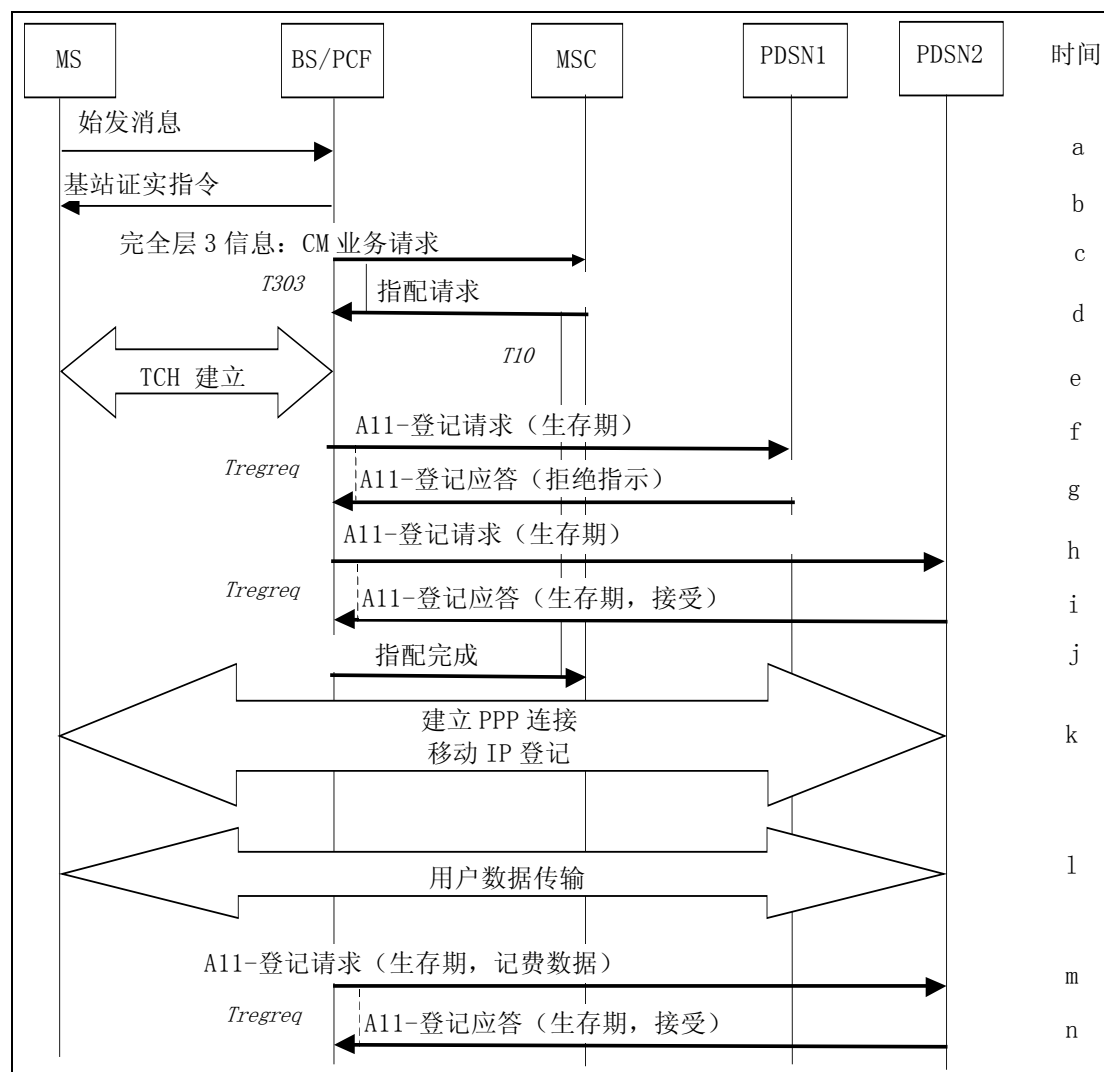 MS
BS/PCF
MSC
PDSN1
PDSN2
时间
始发消息
a
基站证实指令
b
完全层 3 信息：CM 业务请求
c
T303
指配请求
d
T10
TCH 建立
e
A11-登记请求（生存期）
f
Tregreq
A11-登记应答（拒绝指示）
g
A11-登记请求（生存期）
h
Tregreq
A11-登记应答（生存期，接受）
i
指配完成
j
建立 PPP 连接
移动 IP 登记
k
用户数据传输
l
A11-登记请求（生存期，记费数据）
m
Tregreq
A11-登记应答（生存期，接受）
n